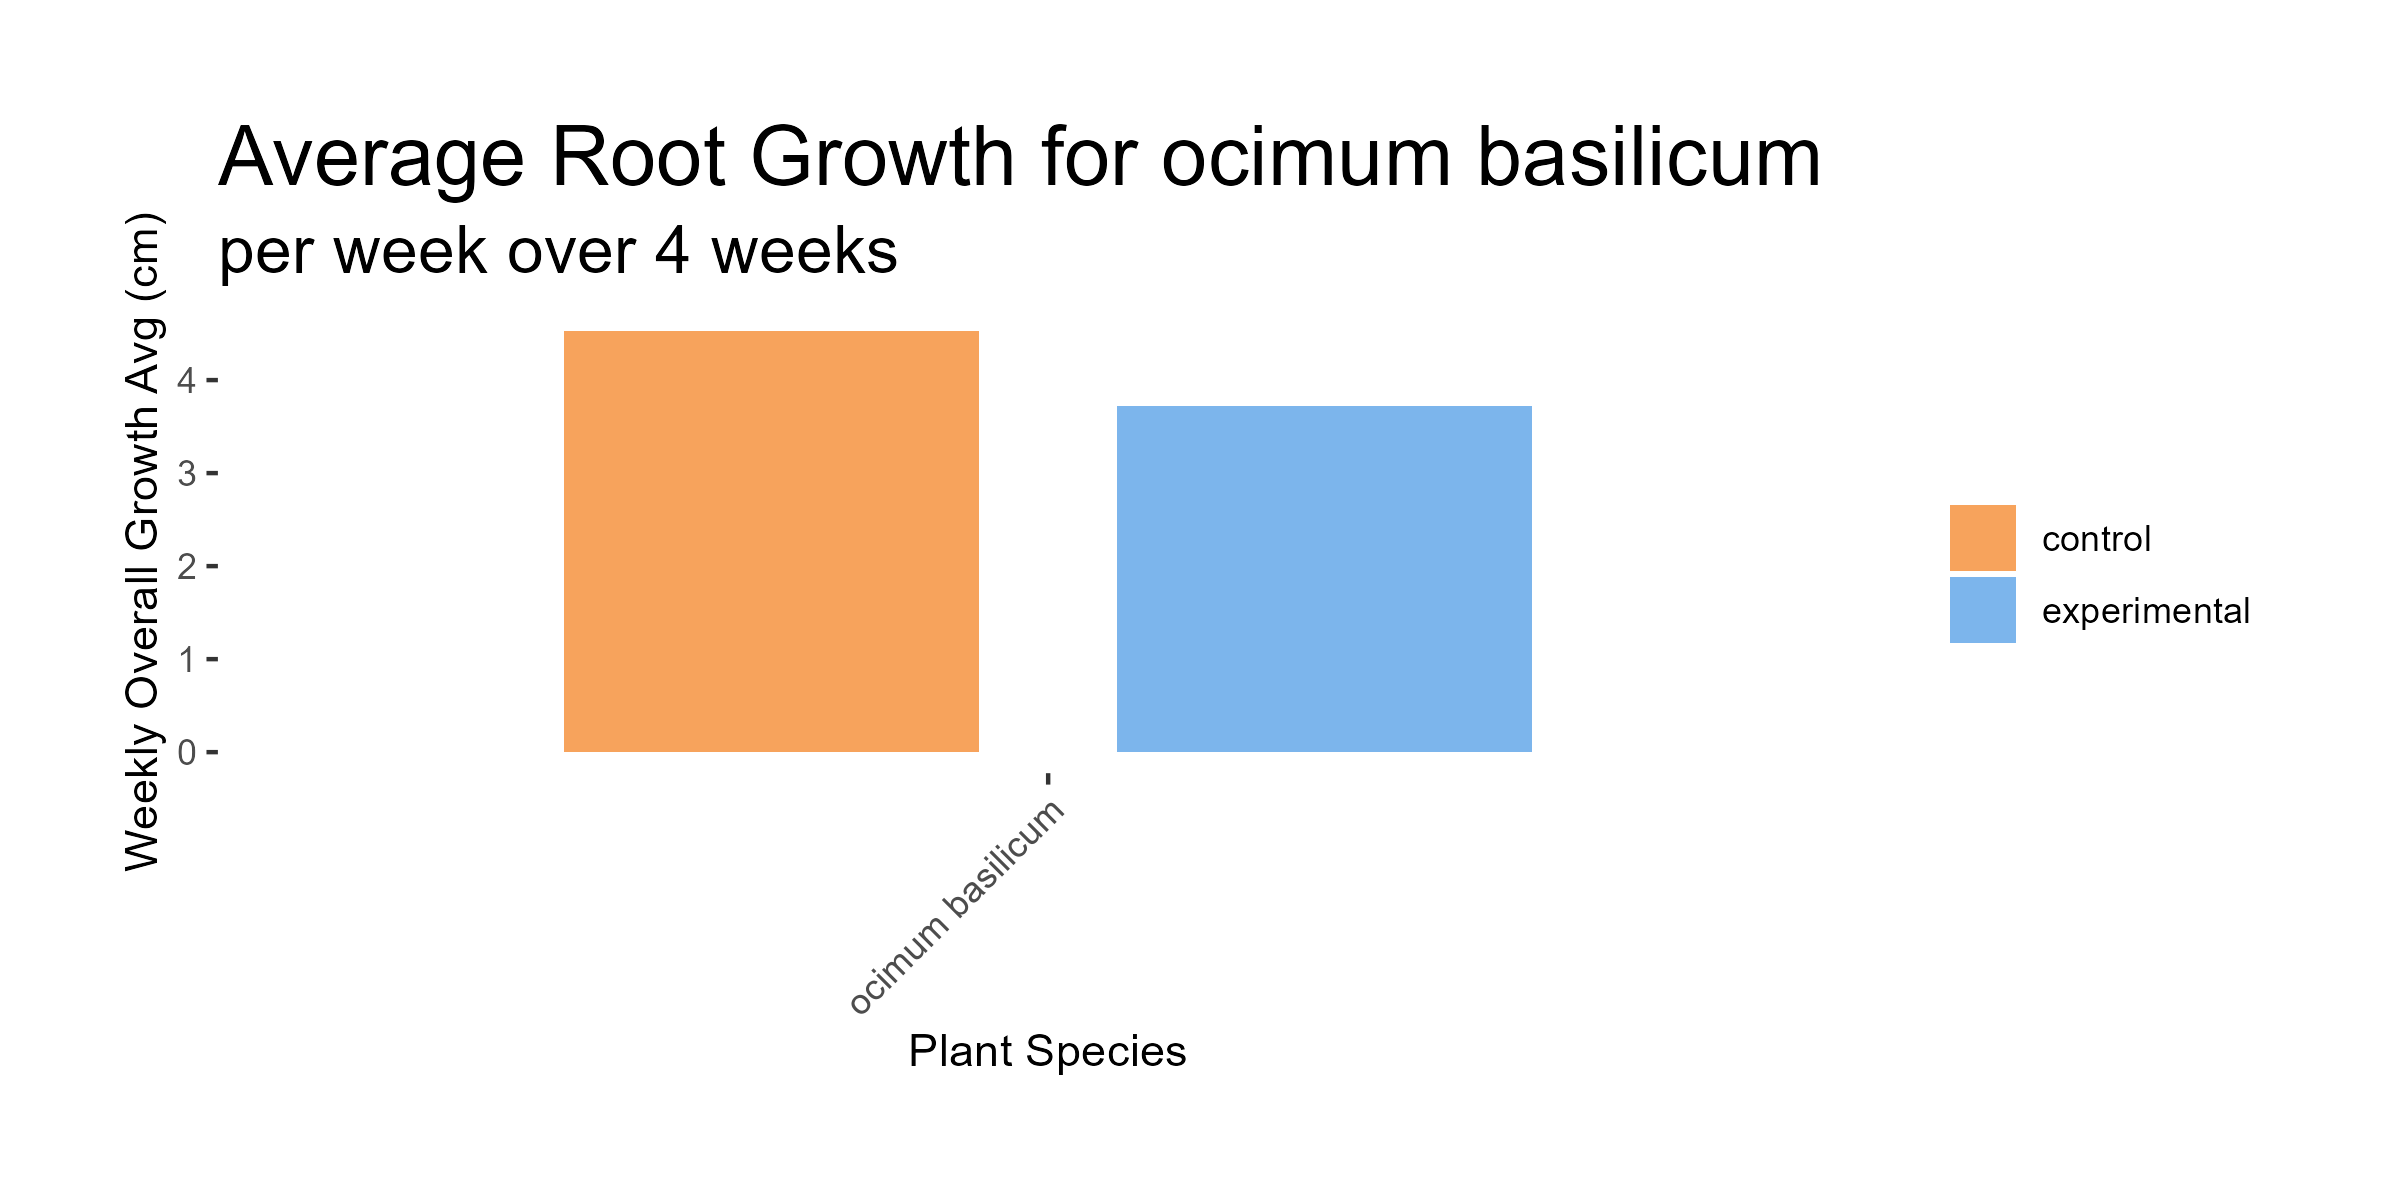 Average Root Growth for ocimum basilicum
per week over 4 weeks
Weekly Overall Growth Avg (cm)
4
3
2
1
0
ocimum basilicum
Plant Species
control
experimental